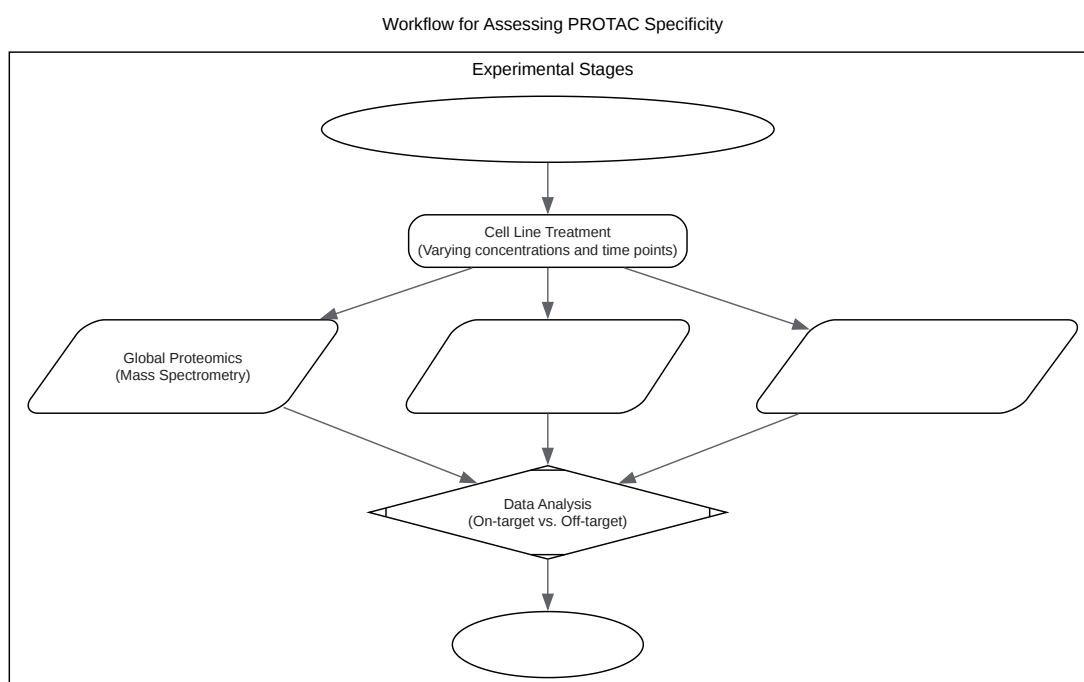 Workflow for Assessing PROTAC Specificity
Experimental Stages
Cell Line Treatment
(Varying concentrations and time points)
Global Proteomics
(Mass Spectrometry)
Data Analysis
(On-target vs. Off-target)